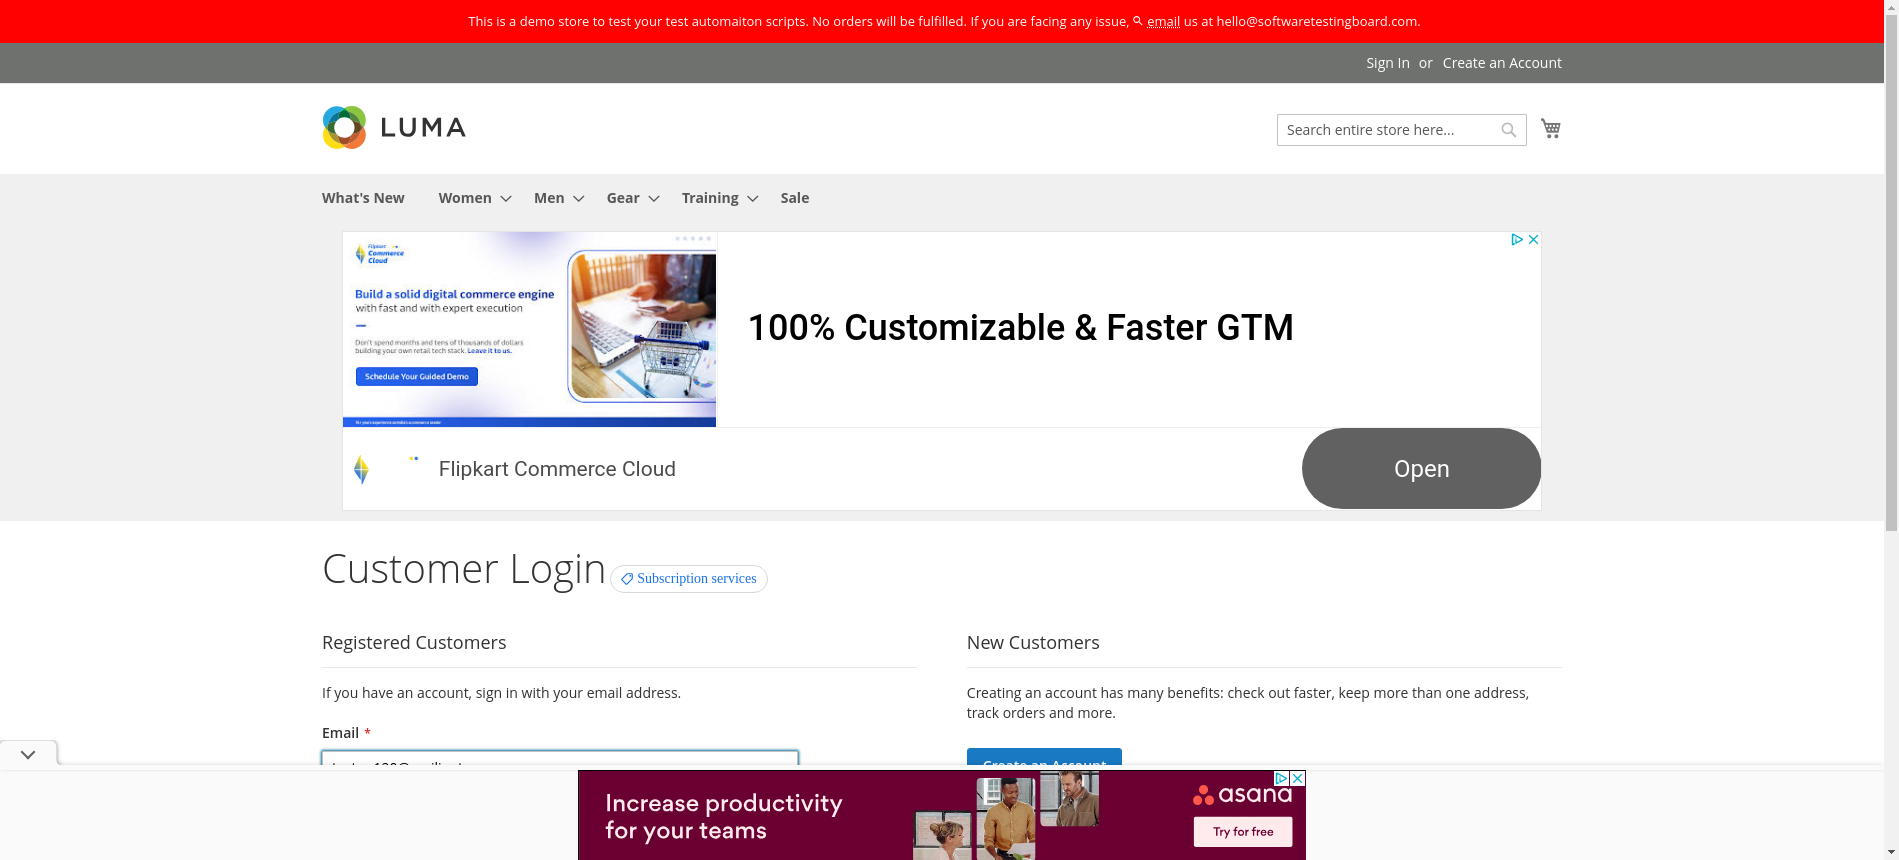 This is a demo store to test your test automaiton scripts. No orders will be fulfilled. If you are facing any issue, email us at hello@softwaretestingboard.com.
Sign In or Create an Account
LUMA
Search entire store here...
What's New Women Men Gear Training Sale
Flipkart
Commerce
Cloud
Build a solid digital commerce engine
with fast and with expert execution
Don't spend months and tens of thousands of dollars
building your own retail tech stack. Leave it to us.
Schedule Your Guided Demo
100% Customizable & Faster GTM
Flipkart Commerce Cloud
Open
Customer Login
Subscription services
Registered Customers
If you have an account, sign in with your email address.
Email *
New Customers
Creating an account has many benefits: check out faster, keep more than one address,
track orders and more.
Create an Account
Increase productivity
for your teams
asana
Try for free